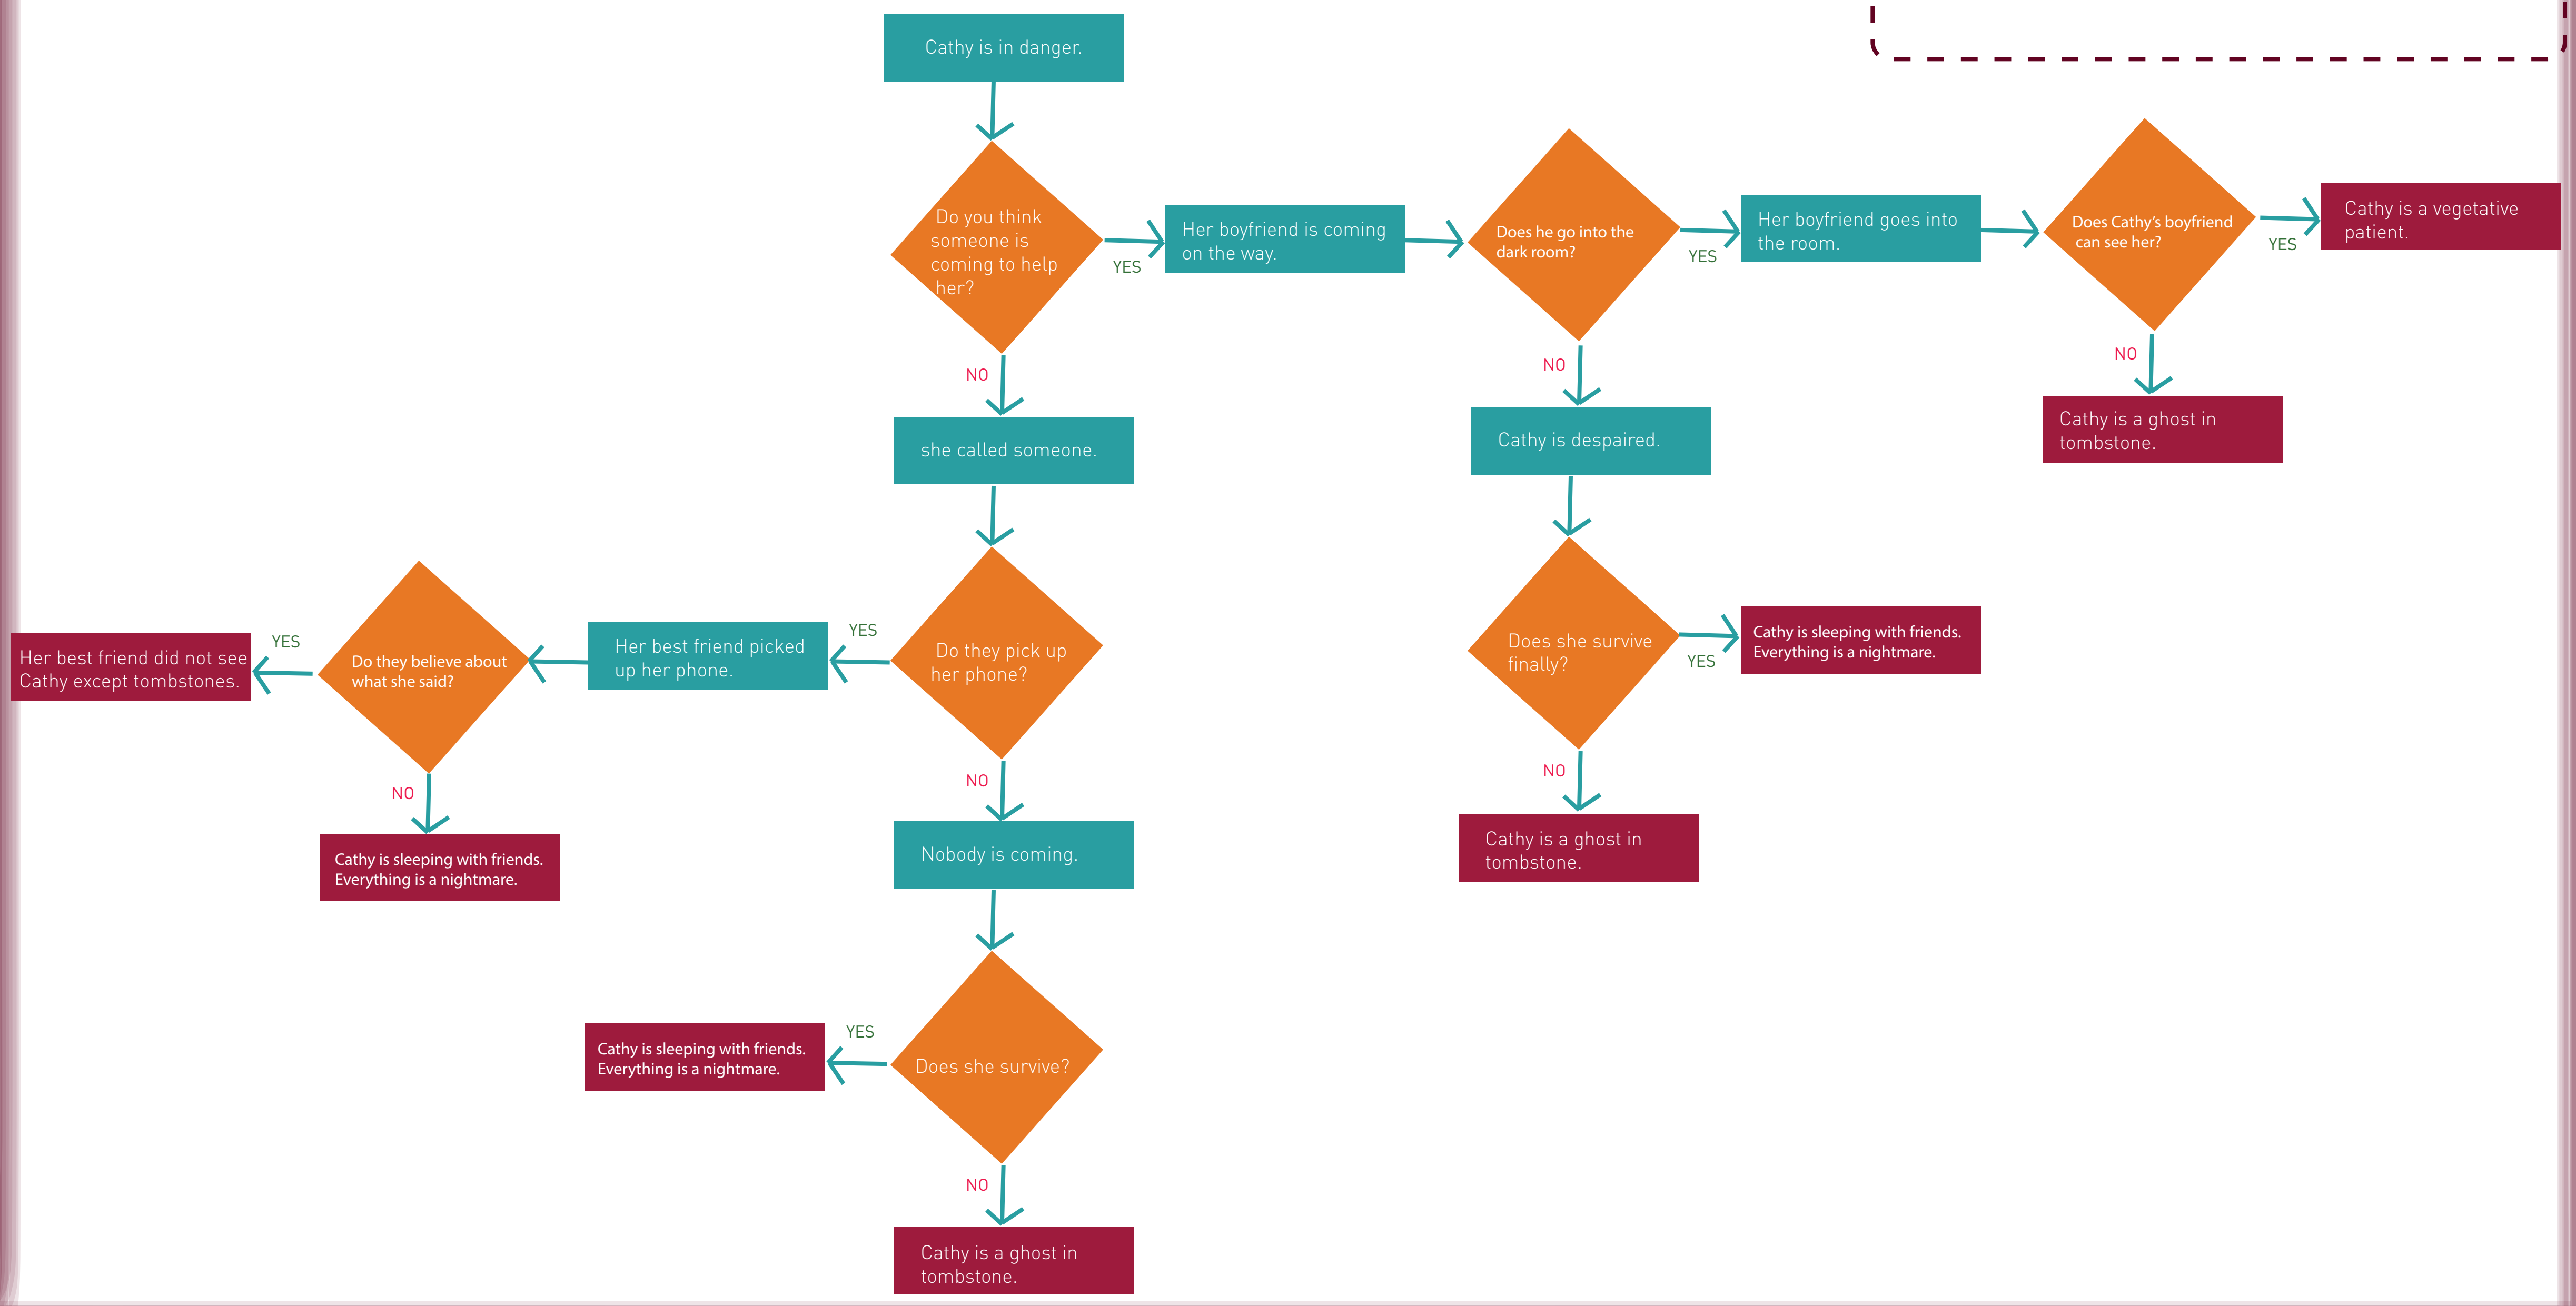 Cathy is in danger.
Do you think
someone is
coming to help
her?
YES
Her boyfriend is coming
on the way.
Does he go into the
dark room?
YES
Her boyfriend goes into
the room.
Does Cathy’s boyfriend
can see her?
YES
Cathy is a vegetative
patient.
NO
NO
NO
she called someone.
Cathy is despaired.
Cathy is a ghost in
tombstone.
Her best friend did not see
Cathy except tombstones.
YES
Do they believe about
what she said?
Her best friend picked
up her phone.
YES
Do they pick up
her phone?
Does she survive
finally?
YES
Cathy is sleeping with friends.
Everything is a nightmare.
NO
NO
NO
Cathy is sleeping with friends.
Everything is a nightmare.
Nobody is coming.
Cathy is a ghost in
tombstone.
Cathy is sleeping with friends.
Everything is a nightmare.
YES
Does she survive?
NO
Cathy is a ghost in
tombstone.